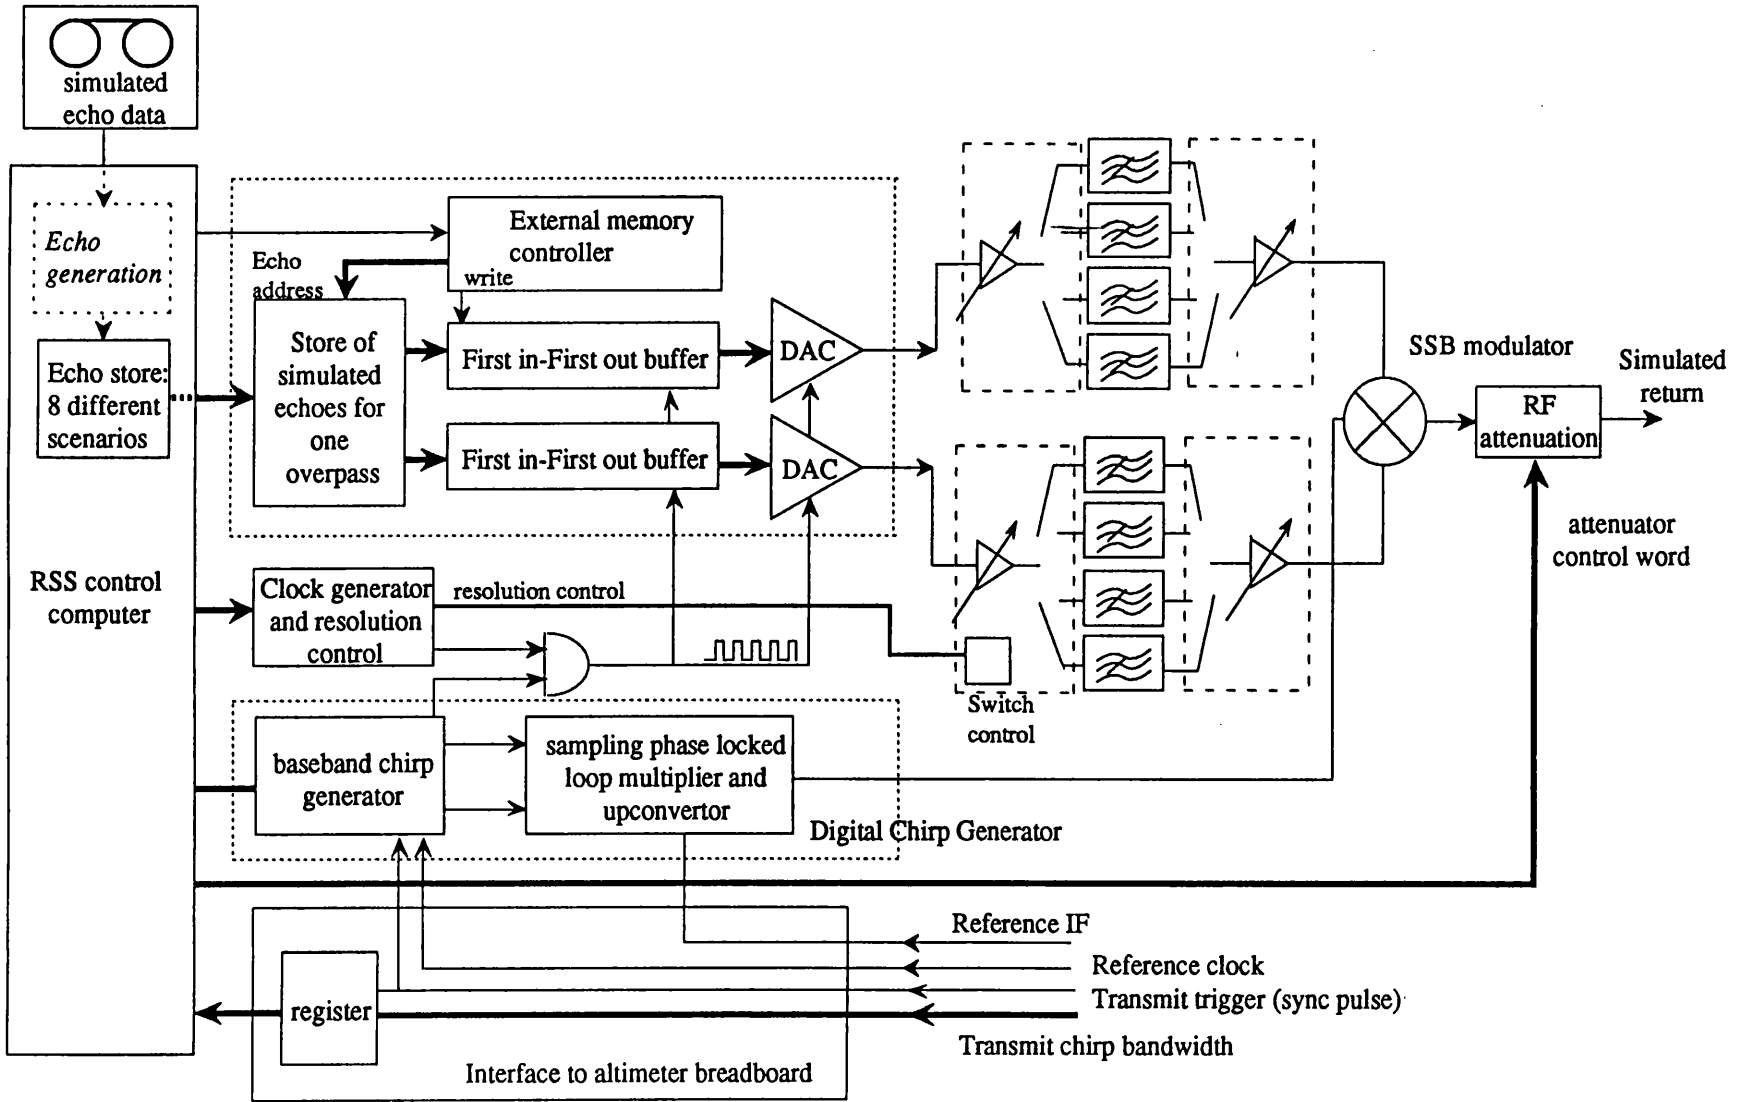 simulated
echo data
Echo
generation
Echo store:
8 different
scenarios
RSS control
computer
External memory
controller
Echo
address
write
Store of
simulated
echoes for
one
overpass
First in-First out buffer
First in-First out buffer
DAC
DAC
Clock generator
and resolution
control
resolution control
Switch
control
baseband chirp
generator
sampling phase locked
loop multiplier and
upconvertor
Digital Chirp Generator
SSB modulator
RF
attenuation
Simulated
return
attenuator
control word
Reference IF
Reference clock
Transmit trigger (sync pulse)
Transmit chirp bandwidth
register
Interface to altimeter breadboard